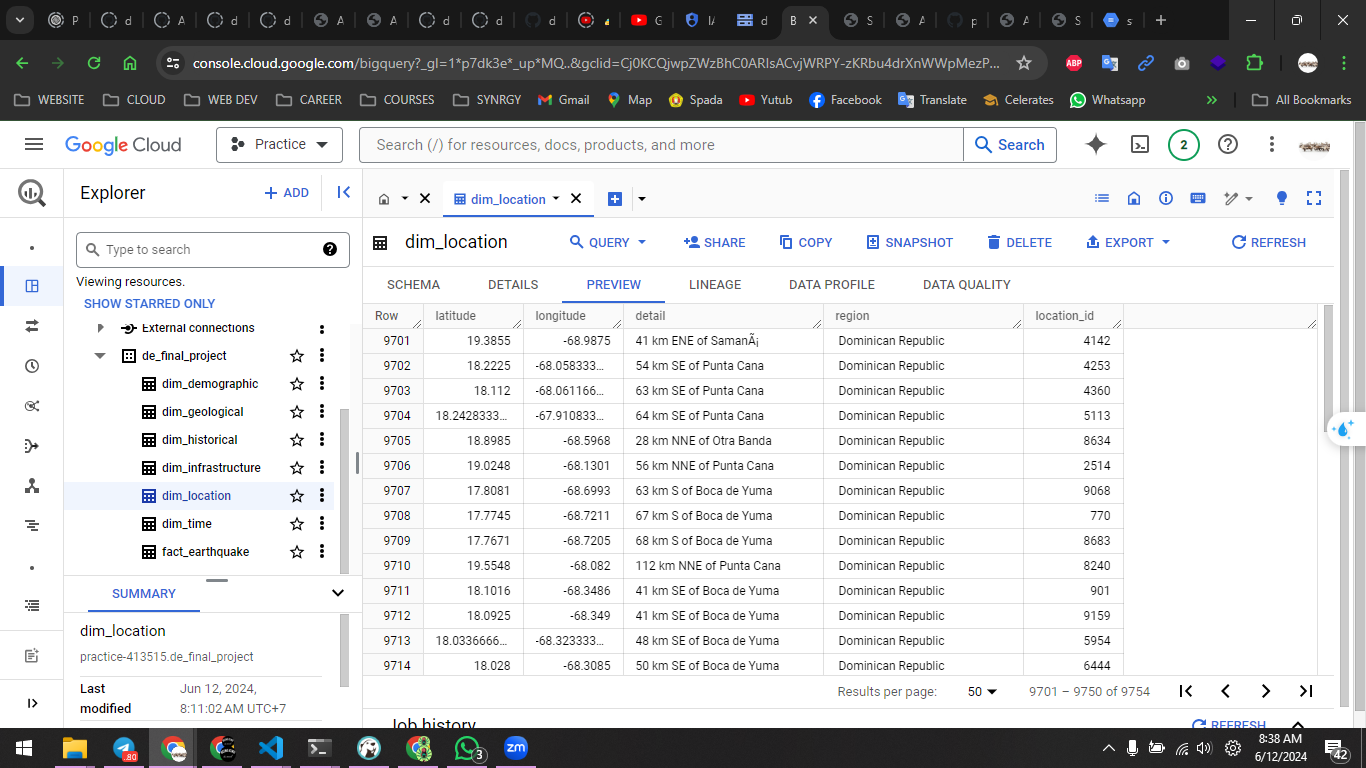 P
d
d
d
d
A
A
d
d
d
A
G
I/
d
B
S
A
p
A
S
s
console.cloud.google.com/bigquery?_gl=1*p7dk3e*_up*MQ..&gclid=Cj0KCQjwpZWzBhC0ARIsACvjWRPY-zKRbu4drXnWWpMezP...
ABP
WEBSITE
CLOUD
WEB DEV
CAREER
COURSES
SYNRGY
Gmail
Map
Spada
Yutub
Facebook
Translate
Celerates
Whatsapp
»
All Bookmarks
Google Cloud
Practice
Search (/) for resources, docs, products, and more
Search
2
Explorer
+ ADD
dim_location
Type to search
Viewing resources.
SHOW STARRED ONLY
External connections
de_final_project
dim_demographic
dim_geological
dim_historical
dim_infrastructure
dim_location
dim_time
fact_earthquake
SUMMARY
dim_location
practice-413515.de_final_project
Last modified
Jun 12, 2024, 8:11:02 AM UTC+7
dim_location
QUERY
SHARE
COPY
SNAPSHOT
DELETE
EXPORT
REFRESH
SCHEMA
DETAILS
PREVIEW
LINEAGE
DATA PROFILE
DATA QUALITY
Row latitude longitude detail region location_id
9701 19.3855 -68.9875 41 km ENE of SamanÃ¡ Dominican Republic 4142
9702 18.2225 -68.058333... 54 km SE of Punta Cana Dominican Republic 4253
9703 18.112 -68.061166... 63 km SE of Punta Cana Dominican Republic 4360
9704 18.2428333... -67.910833... 64 km SE of Punta Cana Dominican Republic 5113
9705 18.8985 -68.5968 28 km NNE of Otra Banda Dominican Republic 8634
9706 19.0248 -68.1301 56 km NNE of Punta Cana Dominican Republic 2514
9707 17.8081 -68.6993 63 km S of Boca de Yuma Dominican Republic 9068
9708 17.7745 -68.7211 67 km S of Boca de Yuma Dominican Republic 770
9709 17.7671 -68.7205 68 km S of Boca de Yuma Dominican Republic 8683
9710 19.5548 -68.082 112 km NNE of Punta Cana Dominican Republic 8240
9711 18.1016 -68.3486 41 km SE of Boca de Yuma Dominican Republic 901
9712 18.0925 -68.349 41 km SE of Boca de Yuma Dominican Republic 9159
9713 18.0336666... -68.323333... 48 km SE of Boca de Yuma Dominican Republic 5954
9714 18.028 -68.3085 50 km SE of Boca de Yuma Dominican Republic 6444
Results per page: 50 9701 – 9750 of 9754
Job history
REFRESH
80
3
zm
8:38 AM
6/12/2024
42